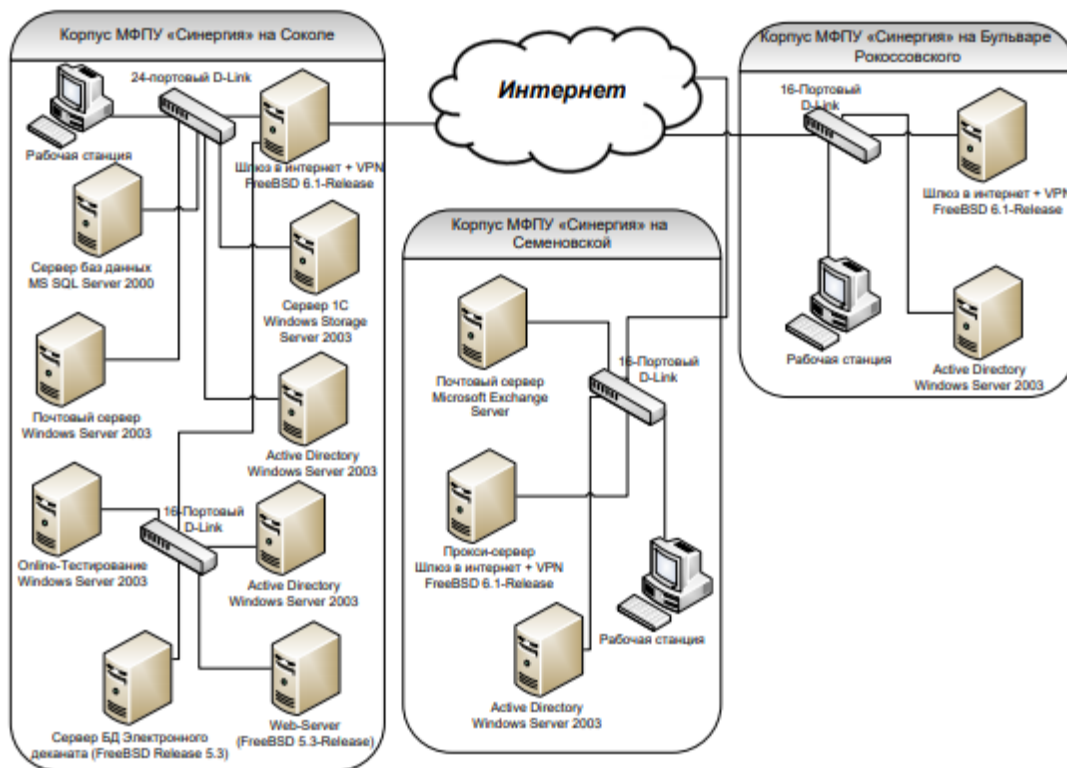 Корпус МФПУ «Синергия» на Соколе
24-портовый D-Link
Рабочая станция
Шлюз в интернет + VPN
FreeBSD 6.1-Release
Сервер баз данных
MS SQL Server 2000
Сервер 1С
Windows Storage
Server 2003
Почтовый сервер
Windows Server 2003
Active Directory
Windows Server 2003
16-Портовый
D-Link
Online-Тестирование
Windows Server 2003
Active Directory
Windows Server 2003
Сервер БД Электронного
деканата (FreeBSD Release 5.3)
Web-Server
(FreeBSD 5.3-Release)
Интернет
Корпус МФПУ «Синергия» на
Семеновской
Почтовый сервер
Microsoft Exchange
Server
16-Портовый
D-Link
Прокси-сервер
Шлюз в интернет + VPN
FreeBSD 6.1-Release
Рабочая станция
Active Directory
Windows Server 2003
Корпус МФПУ «Синергия» на Бульваре
Рокоссовского
16-Портовый
D-Link
Шлюз в интернет + VPN
FreeBSD 6.1-Release
Рабочая станция
Active Directory
Windows Server 2003